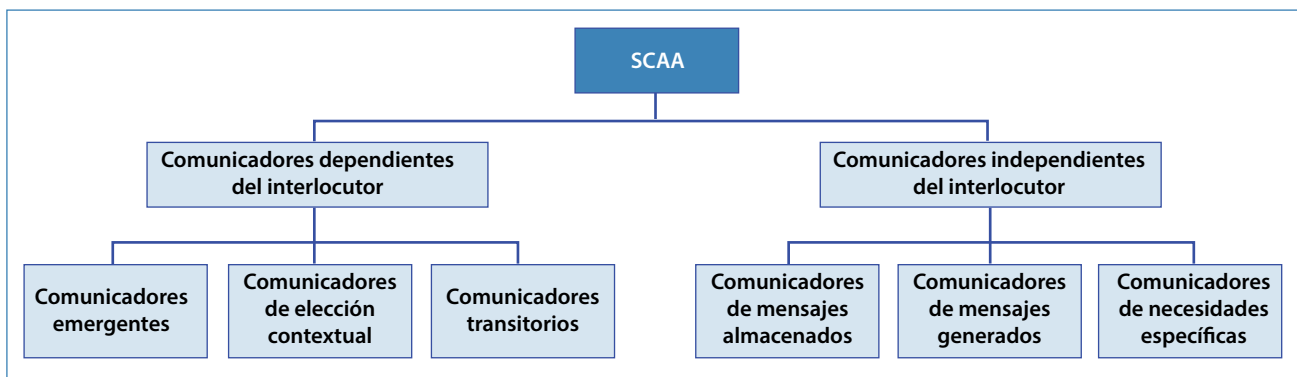 SCAA
Comunicadores dependientes
del interlocutor
Comunicadores independientes
del interlocutor
Comunicadores
emergentes
Comunicadores
de elección
contextual
Comunicadores
transitorios
Comunicadores
de mensajes
almacenados
Comunicadores
de mensajes
generados
Comunicadores
de necesidades
específicas